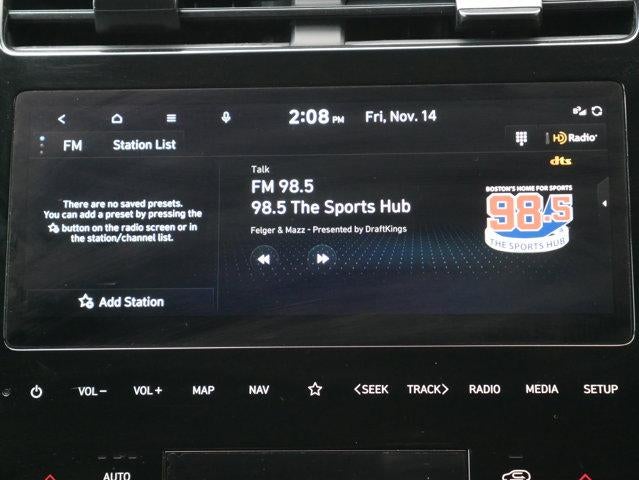 2:08 PM Fri, Nov. 14
FM Station List HD Radio
dts
Talk
FM 98.5
98.5 The Sports Hub
Felger & Mazz - Presented by DraftKings
There are no saved presets.
You can add a preset by pressing the
button on the radio screen or in
the station/channel list.
Add Station
BOSTON'S HOME FOR SPORTS
98.5
THE SPORTS HUB
VOL− VOL+ MAP NAV <SEEK TRACK> RADIO MEDIA SETUP
AUTO